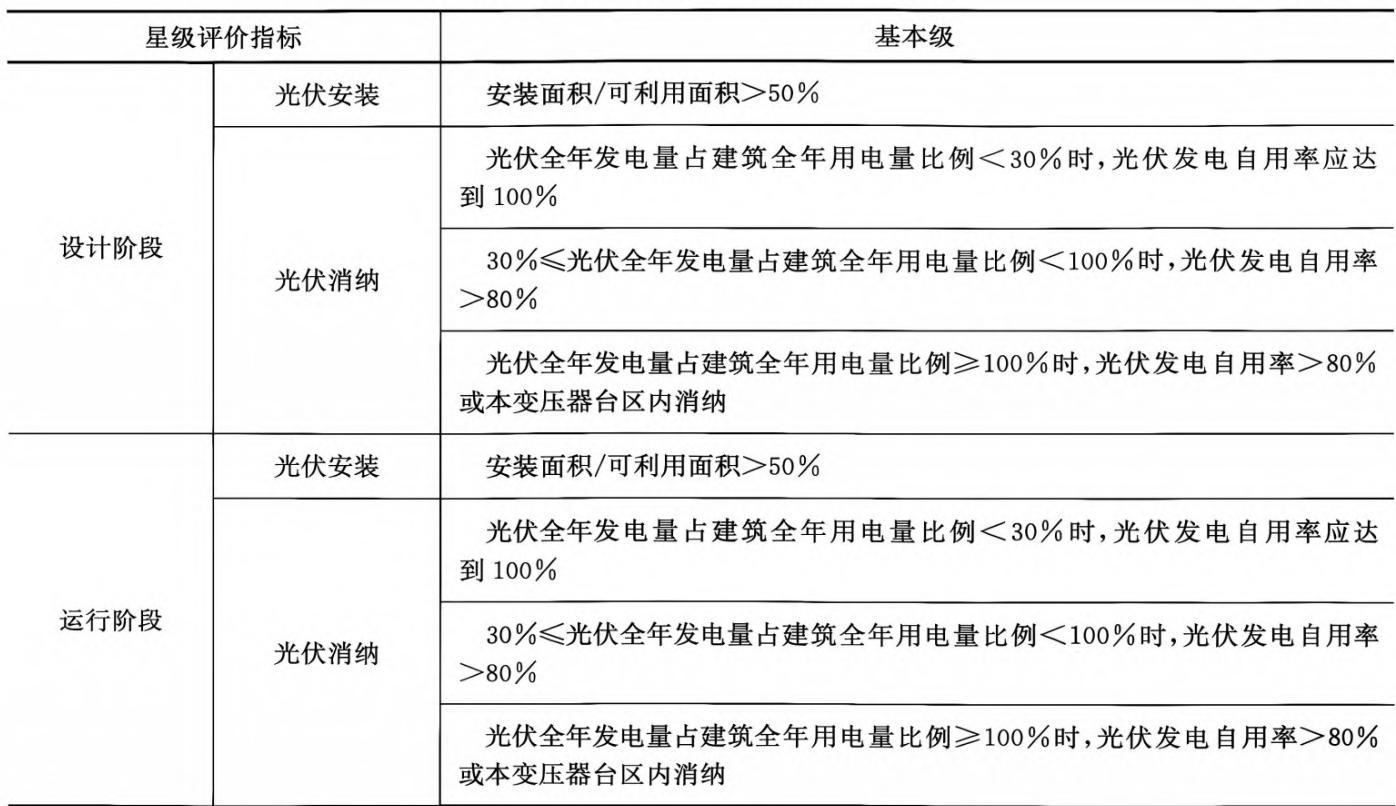 星级评价指标 基本级
光伏安装 安装面积/可利用面积＞50%
光伏全年发电量占建筑全年用电量比例＜30%时，光伏发电自用率应达
到100%
设计阶段 光伏消纳 30%≤光伏全年发电量占建筑全年用电量比例＜100%时，光伏发电自用率
＞80%
光伏全年发电量占建筑全年用电量比例≥100%时，光伏发电自用率＞80%
或本变压器台区内消纳
光伏安装 安装面积/可利用面积＞50%
光伏全年发电量占建筑全年用电量比例＜30%时，光伏发电自用率应达
到100%
运行阶段 光伏消纳 30%≤光伏全年发电量占建筑全年用电量比例＜100%时，光伏发电自用率
＞80%
光伏全年发电量占建筑全年用电量比例≥100%时，光伏发电自用率＞80%
或本变压器台区内消纳